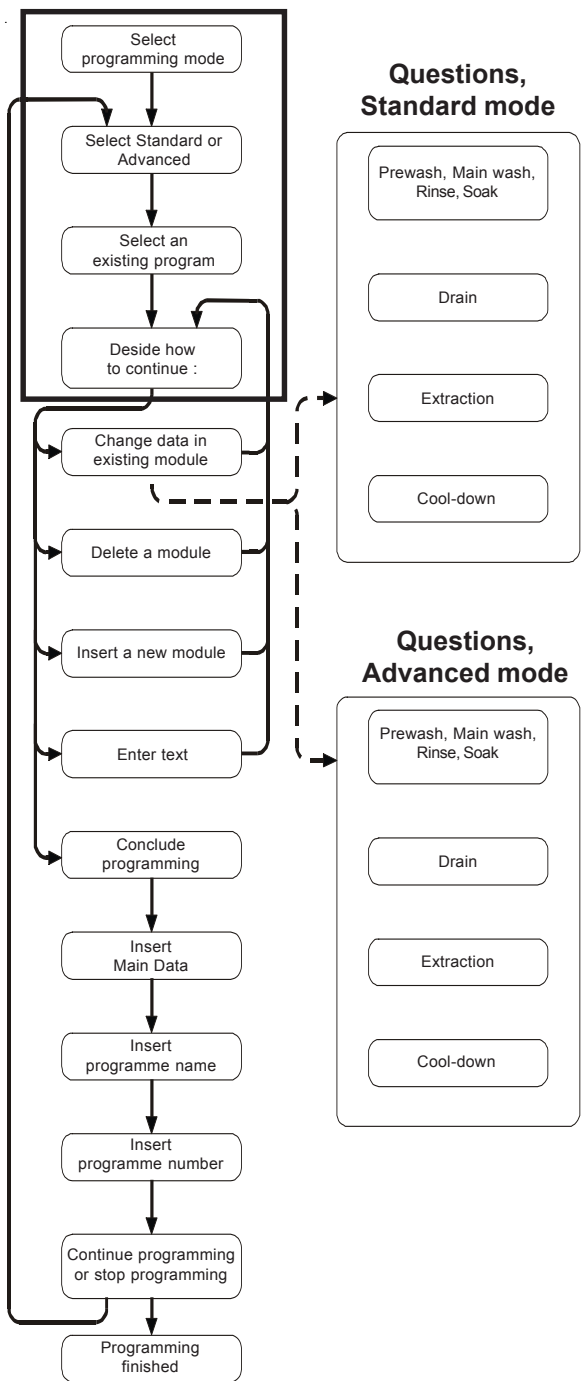 Select
programming mode
Select Standard or
Advanced
Select an
existing program
Deside how
to continue :
Change data in
existing module
Delete a module
Insert a new module
Enter text
Conclude
programming
Insert
Main Data
Insert
programme name
Insert
programme number
Continue programming
or stop programming
Programming
finished
Questions,
Standard mode
Prewash, Main wash,
Rinse, Soak
Drain
Extraction
Cool-down
Questions,
Advanced mode
Prewash, Main wash,
Rinse, Soak
Drain
Extraction
Cool-down